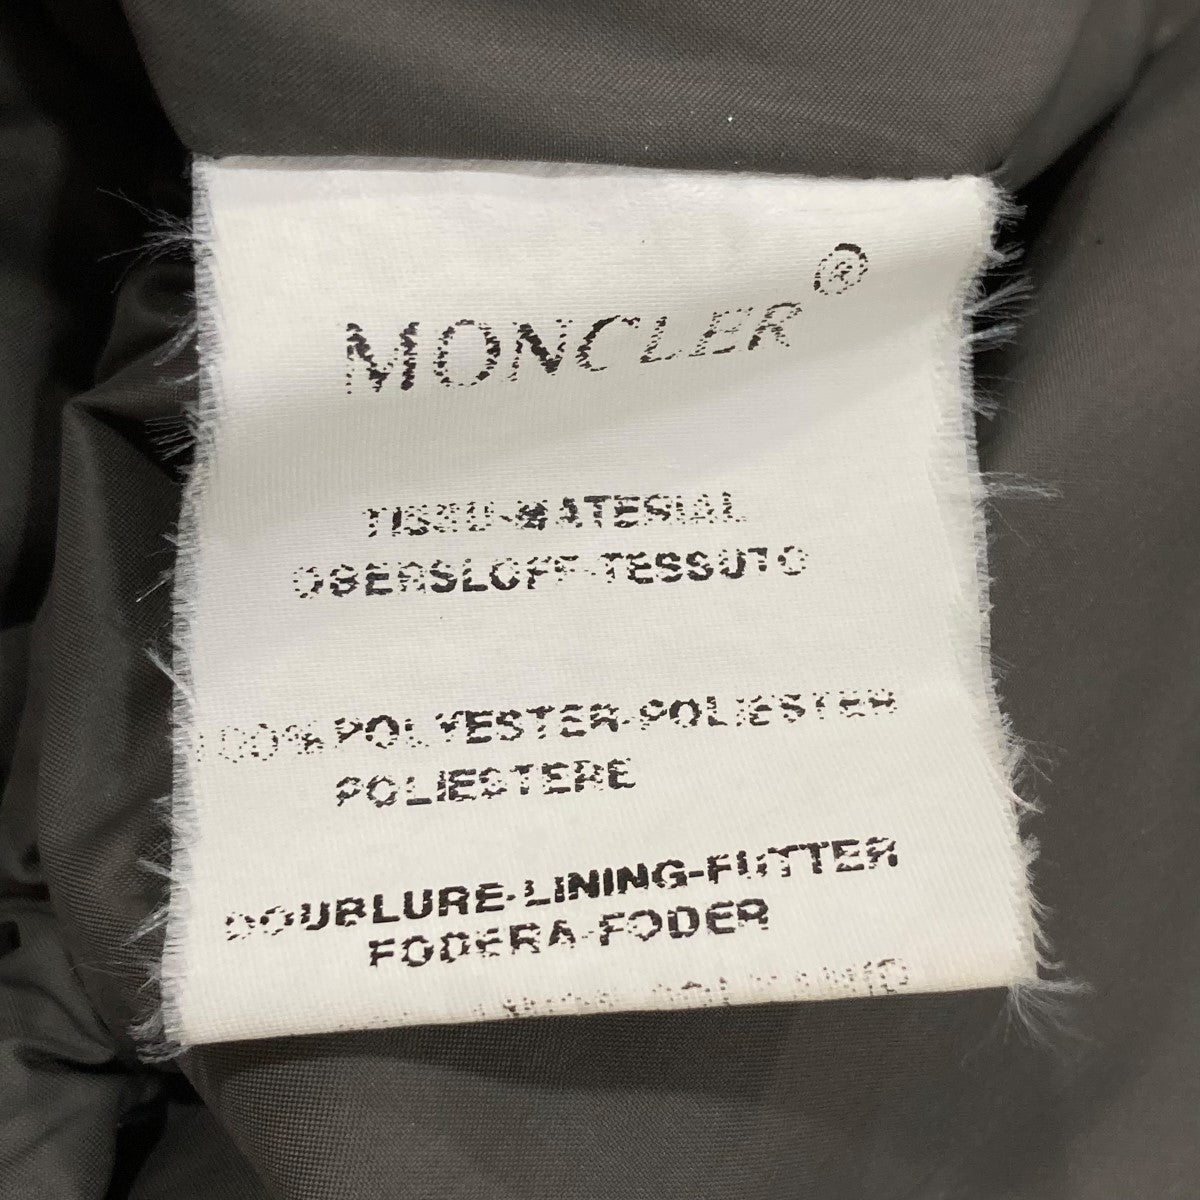 MONCLER®
TISSU-MATERIAL
OBERSLOFF-TESSUTO
100% POLYESTER-POLIESTER
POLIESTERE
DOUBLURE-LINING-FUTTER
FODERA-FODER